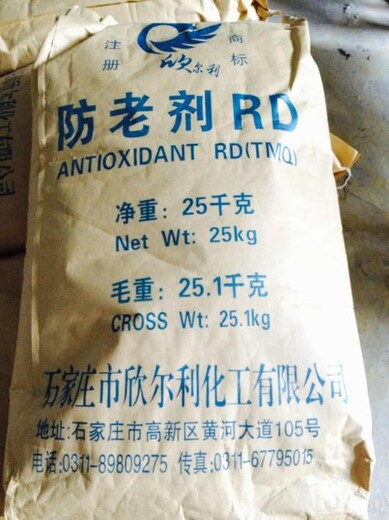 注册 商标
欣尔利
防老剂 RD
ANTIOXIDANT RD(TMQ)
净重: 25千克
Net Wt: 25kg
毛重: 25.1千克
CROSS Wt: 25.1kg
石家庄市欣尔利化工有限公司
地址:石家庄市高新区黄河大道105号
电话:0311-89809275 传真:0311-67795015